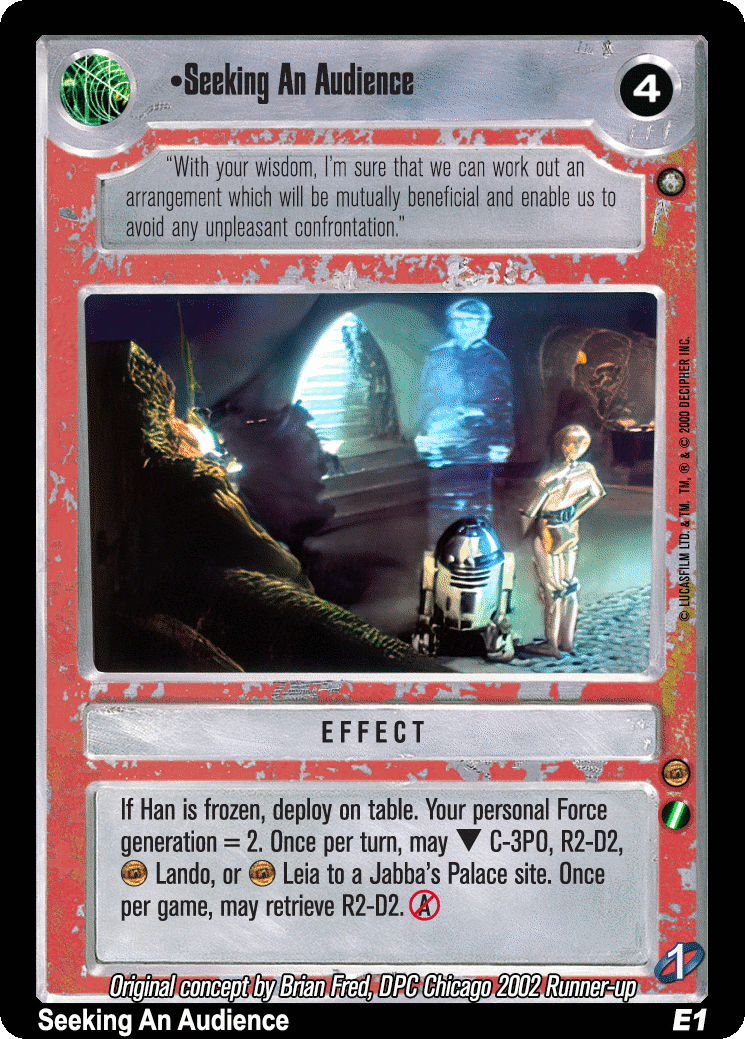 •Seeking An Audience
4
“With your wisdom, I’m sure that we can work out an
arrangement which will be mutually beneficial and enable us to
avoid any unpleasant confrontation.”
© LUCASFILM LTD. & TM. TM, ® & © 2000 DECIPHER INC.
EFFECT
If Han is frozen, deploy on table. Your personal Force
generation = 2. Once per turn, may ▼ C-3PO, R2-D2,
Lando, or Leia to a Jabba’s Palace site. Once
per game, may retrieve R2-D2. A
1
Original concept by Brian Fred, DPC Chicago 2002 Runner-up
Seeking An Audience
E1